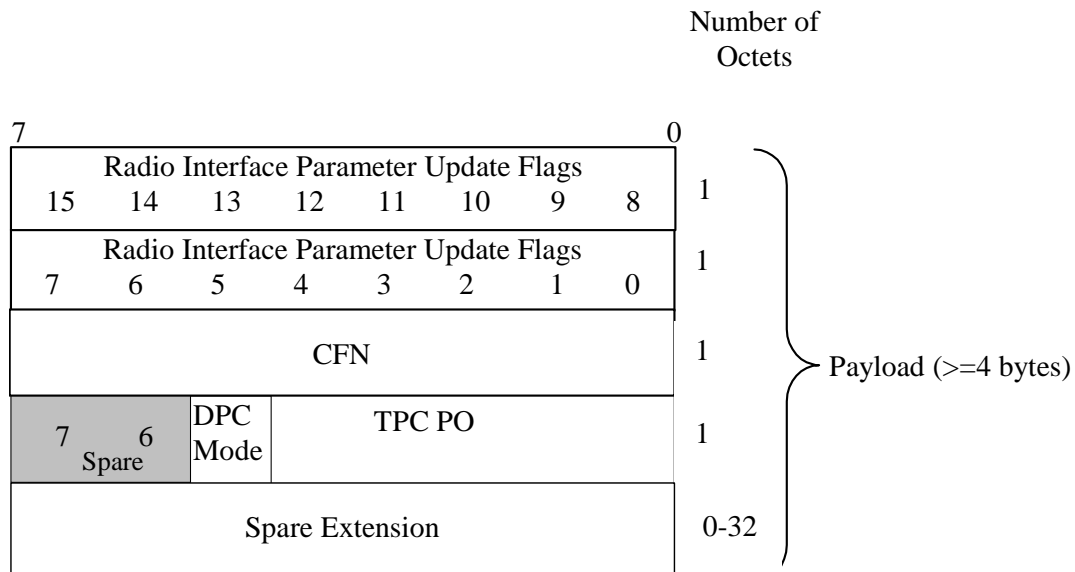 Number of
Octets
7 0
Radio Interface Parameter Update Flags
15 14 13 12 11 10 9 8
1
Radio Interface Parameter Update Flags
7 6 5 4 3 2 1 0
1
CFN
1
Payload (>=4 bytes)
7 6
Spare
DPC
Mode
TPC PO
1
Spare Extension
0-32